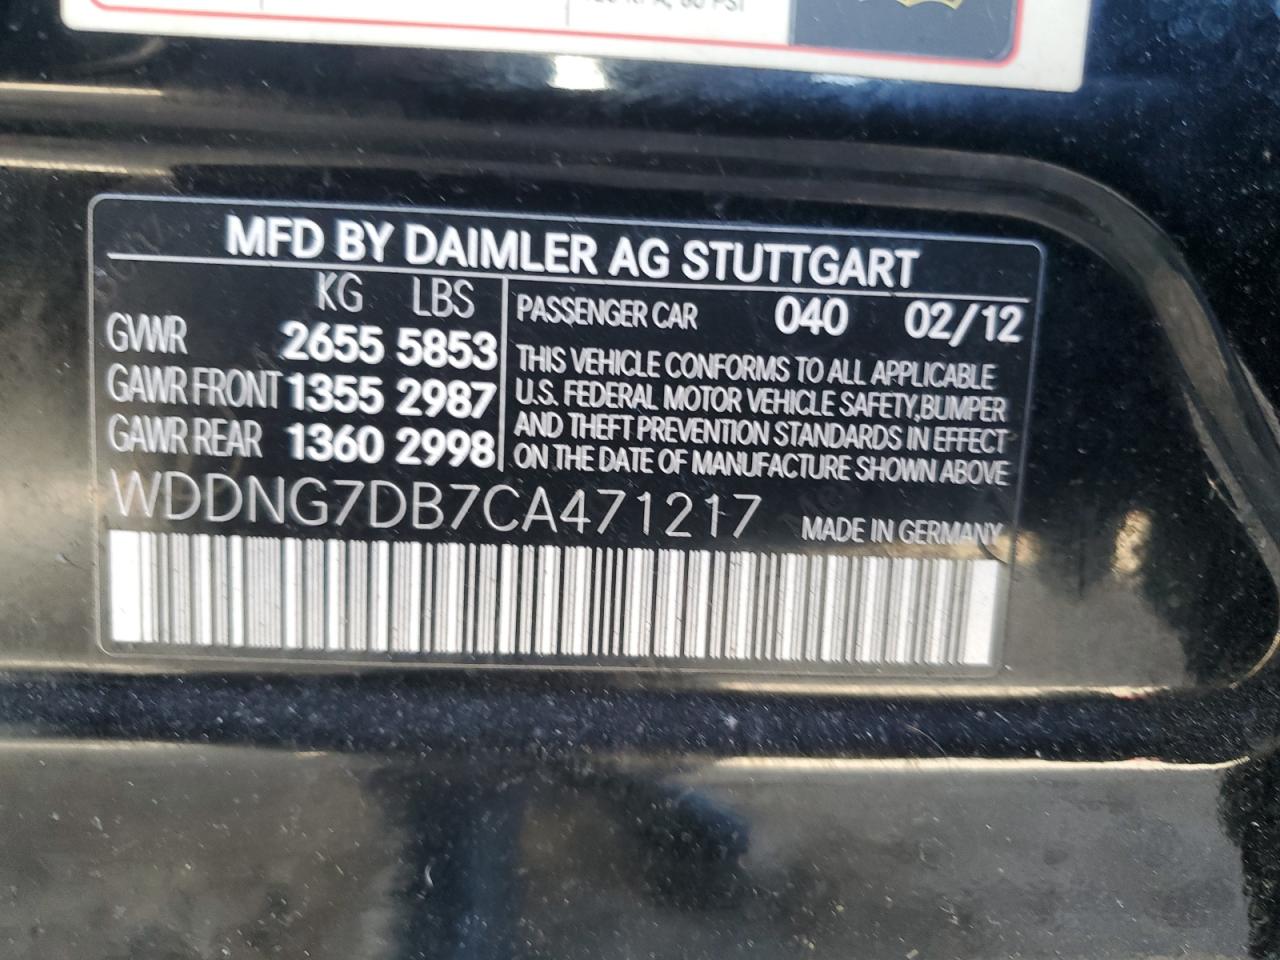 MFD BY DAIMLER AG STUTTGART
KG LBS
GVWR 2655 5853
GAWR FRONT 1355 2987
GAWR REAR 1360 2998
PASSENGER CAR 040 02/12
THIS VEHICLE CONFORMS TO ALL APPLICABLE
U.S. FEDERAL MOTOR VEHICLE SAFETY,BUMPER
AND THEFT PREVENTION STANDARDS IN EFFECT
ON THE DATE OF MANUFACTURE SHOWN ABOVE
WDDNG7DB7CA471217 MADE IN GERMANY